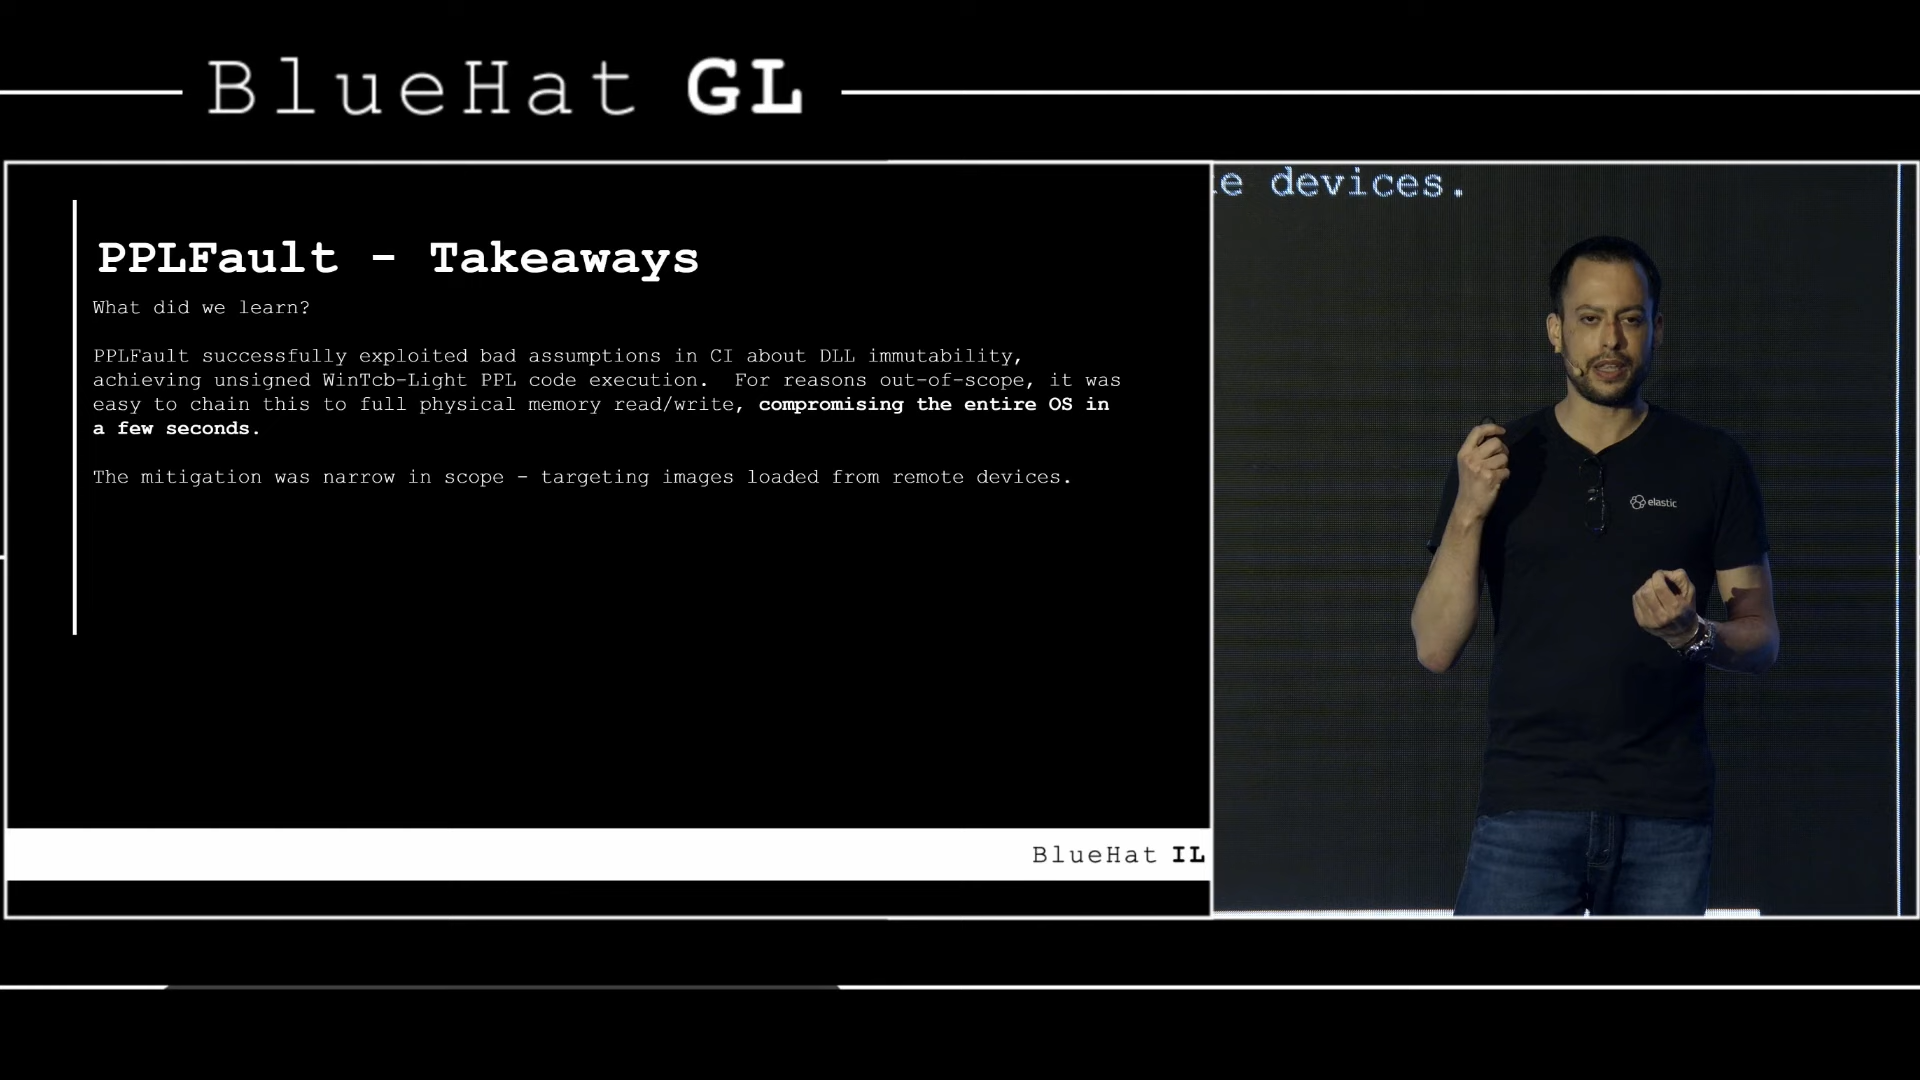 BlueHat GL
PPLFault - Takeaways
What did we learn?
PPLFault successfully exploited bad assumptions in CI about DLL immutability,
achieving unsigned WinTcb-Light PPL code execution.  For reasons out-of-scope, it was
easy to chain this to full physical memory read/write, compromising the entire OS in
a few seconds.
The mitigation was narrow in scope - targeting images loaded from remote devices.
BlueHat IL
e devices.
elastic